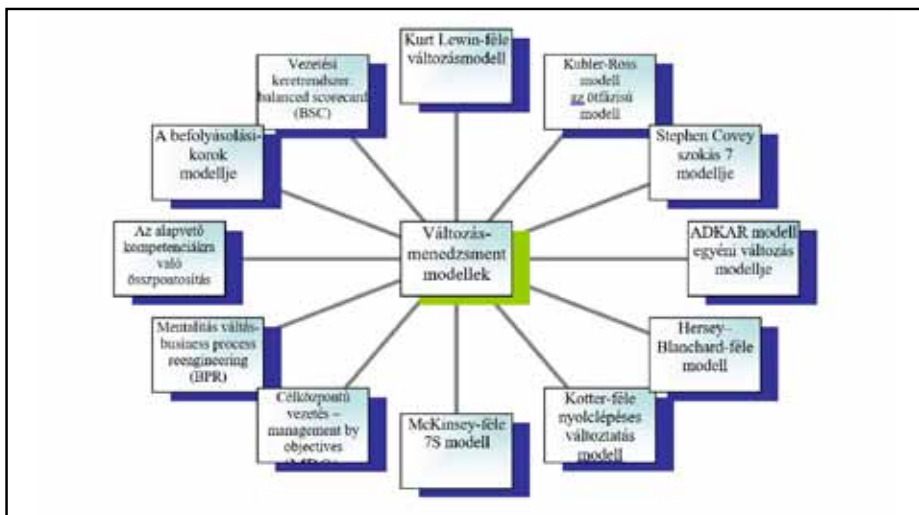 Kurt Lewin-féle
változásmodell
Kubler-Ross
modell
az ötfázisú
modell
Stephen Covey
szokás 7
modellje
ADKAR modell
egyéni változás
modellje
Hersey–
Blanchard-féle
modell
Kotter-féle
nyolclépéses
változtatás
modell
McKinsey-féle
7S modell
Célközpontú
vezetés –
management by
objectives
(MBO)
Mentalitás váltás-
business process
reengineering
(BPR)
Az alapvető
kompetenciákra
való
összpontosítás
A befolyásolási-
korok
modellje
Vezetési
keretrendszer
balanced scorecard
(BSC)
Változás-
menedzsment
modellek